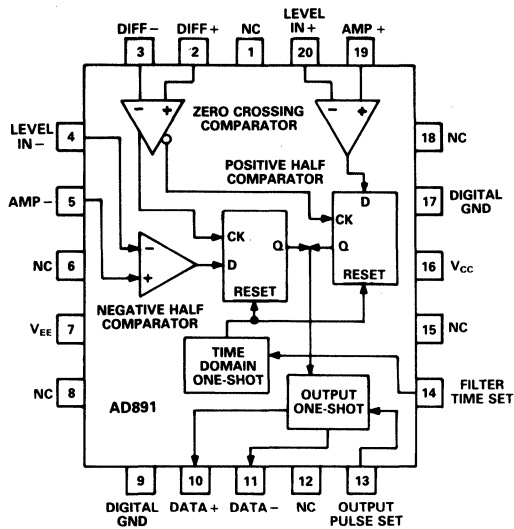 DIFF–
DIFF+
NC
LEVEL
IN+
AMP+
3
2
1
20
19
LEVEL
IN–
4
– +
– +
ZERO CROSSING
COMPARATOR
18
NC
POSITIVE HALF
COMPARATOR
AMP–
5
D
CK
Q
RESET
17
DIGITAL
GND
–
+
CK
D
Q
RESET
NC
6
16
VCC
NEGATIVE HALF
COMPARATOR
VEE
7
15
NC
TIME
DOMAIN
ONE-SHOT
NC
8
14
FILTER
TIME SET
AD891
OUTPUT
ONE-SHOT
9
10
11
12
13
DIGITAL
GND
DATA+
DATA–
NC
OUTPUT
PULSE SET